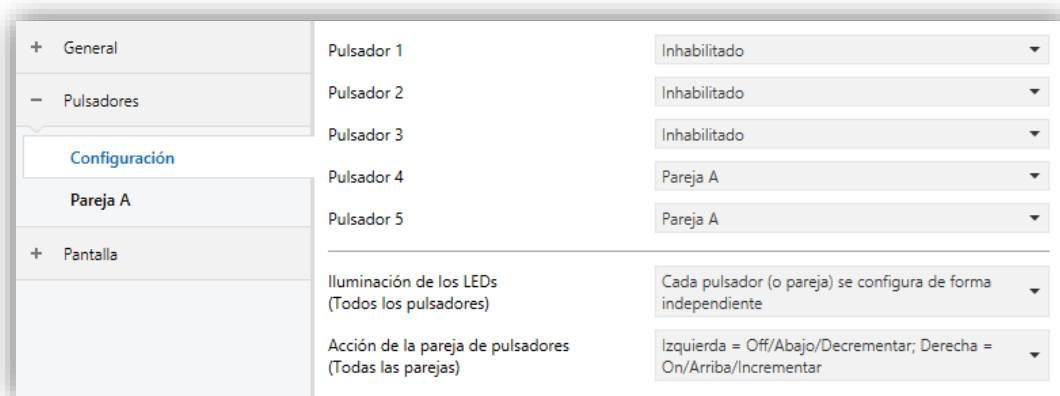 + General
− Pulsadores
Configuración
Pareja A
+ Pantalla
Pulsador 1 Inhabilitado
Pulsador 2 Inhabilitado
Pulsador 3 Inhabilitado
Pulsador 4 Pareja A
Pulsador 5 Pareja A
Iluminación de los LEDs
(Todos los pulsadores)
Cada pulsador (o pareja) se configura de forma
independiente
Acción de la pareja de pulsadores
(Todas las parejas)
Izquierda = Off/Abajo/Decrementar; Derecha =
On/Arriba/Incrementar